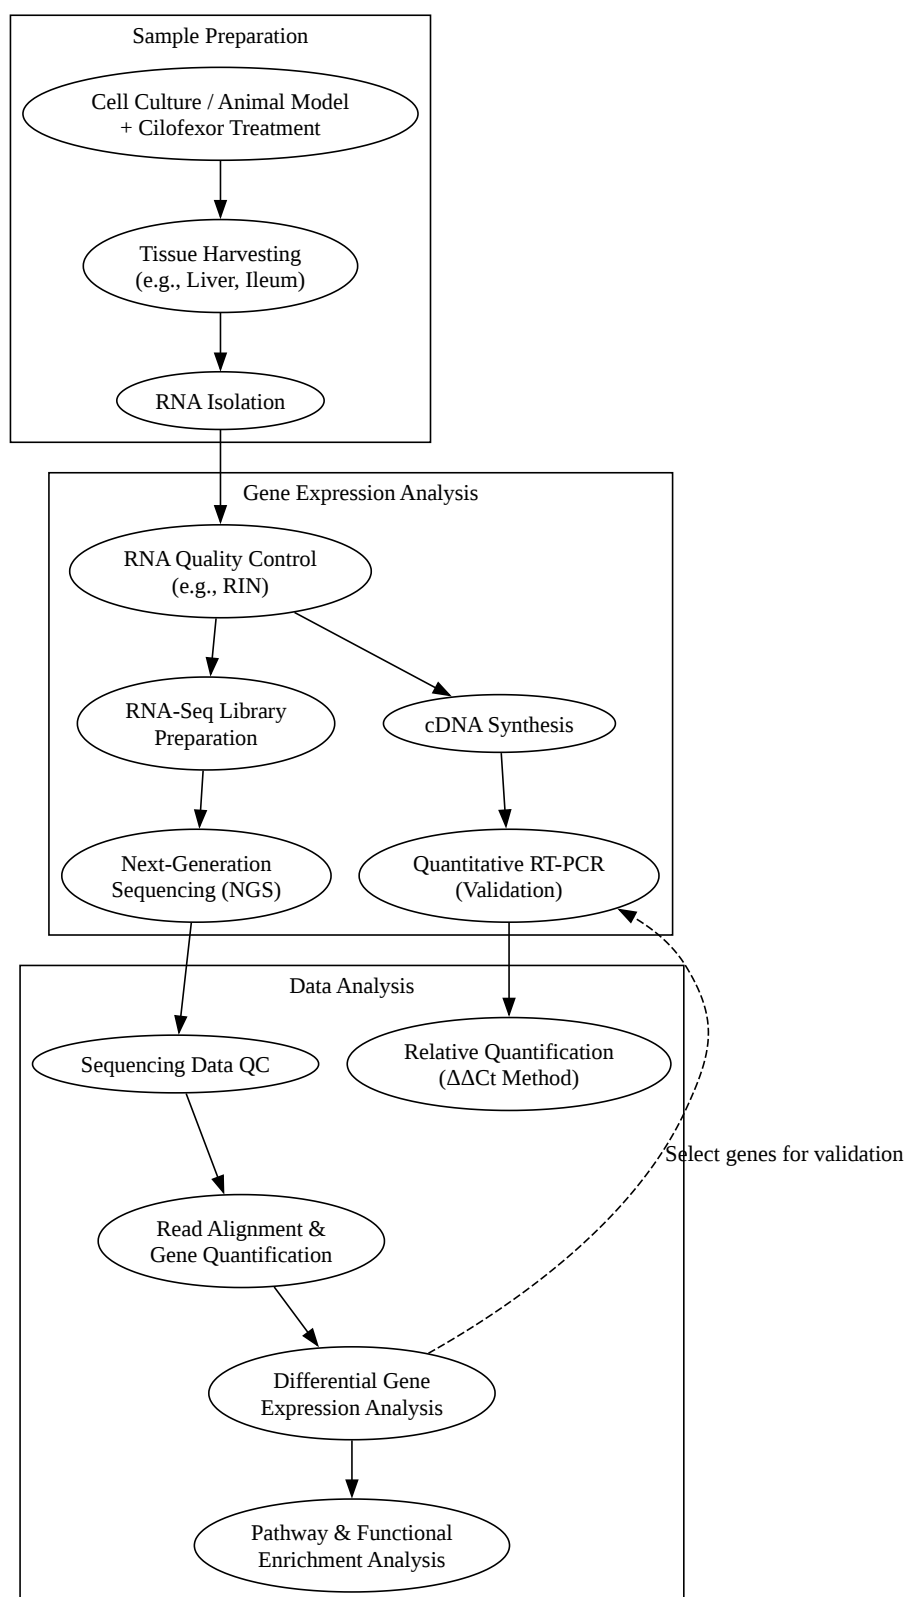 Sample Preparation
Cell Culture / Animal Model
+ Cilofexor Treatment
Tissue Harvesting
(e.g., Liver, Ileum)
RNA Isolation
Gene Expression Analysis
RNA Quality Control
(e.g., RIN)
RNA-Seq Library
Preparation
cDNA Synthesis
Next-Generation
Sequencing (NGS)
Quantitative RT-PCR
(Validation)
Data Analysis
Sequencing Data QC
Relative Quantification
(ΔΔCt Method)
Select genes for validation
Read Alignment &
Gene Quantification
Differential Gene
Expression Analysis
Pathway & Functional
Enrichment Analysis